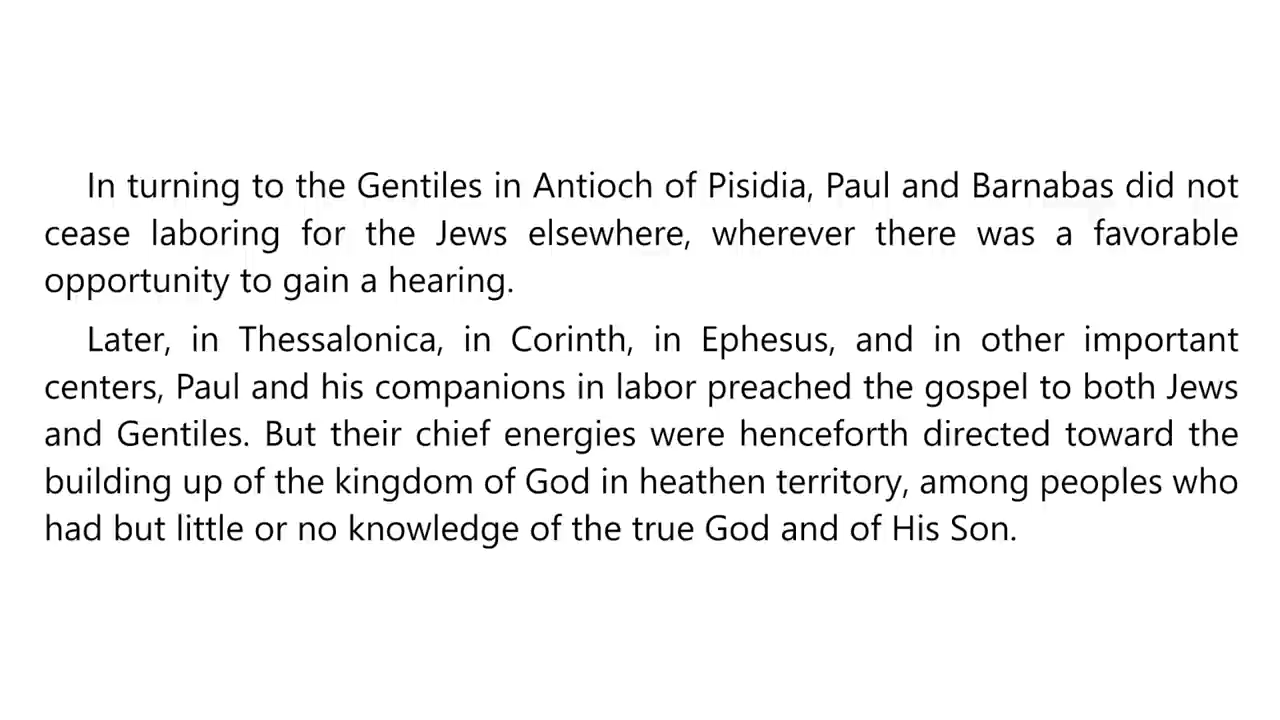 In turning to the Gentiles in Antioch of Pisidia, Paul and Barnabas did not
cease laboring for the Jews elsewhere, wherever there was a favorable
opportunity to gain a hearing.
Later, in Thessalonica, in Corinth, in Ephesus, and in other important
centers, Paul and his companions in labor preached the gospel to both Jews
and Gentiles. But their chief energies were henceforth directed toward the
building up of the kingdom of God in heathen territory, among peoples who
had but little or no knowledge of the true God and of His Son.